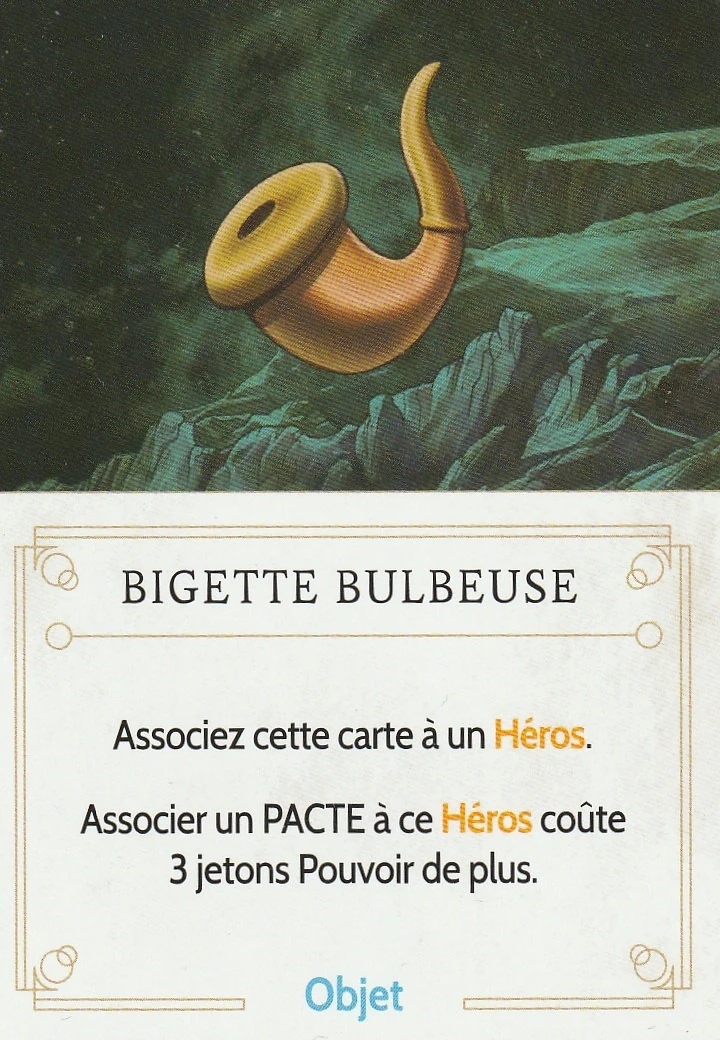 BIGETTE BULBEUSE
Associez cette carte à un Héros.
Associer un PACTE à ce Héros coûte
3 jetons Pouvoir de plus.
Objet